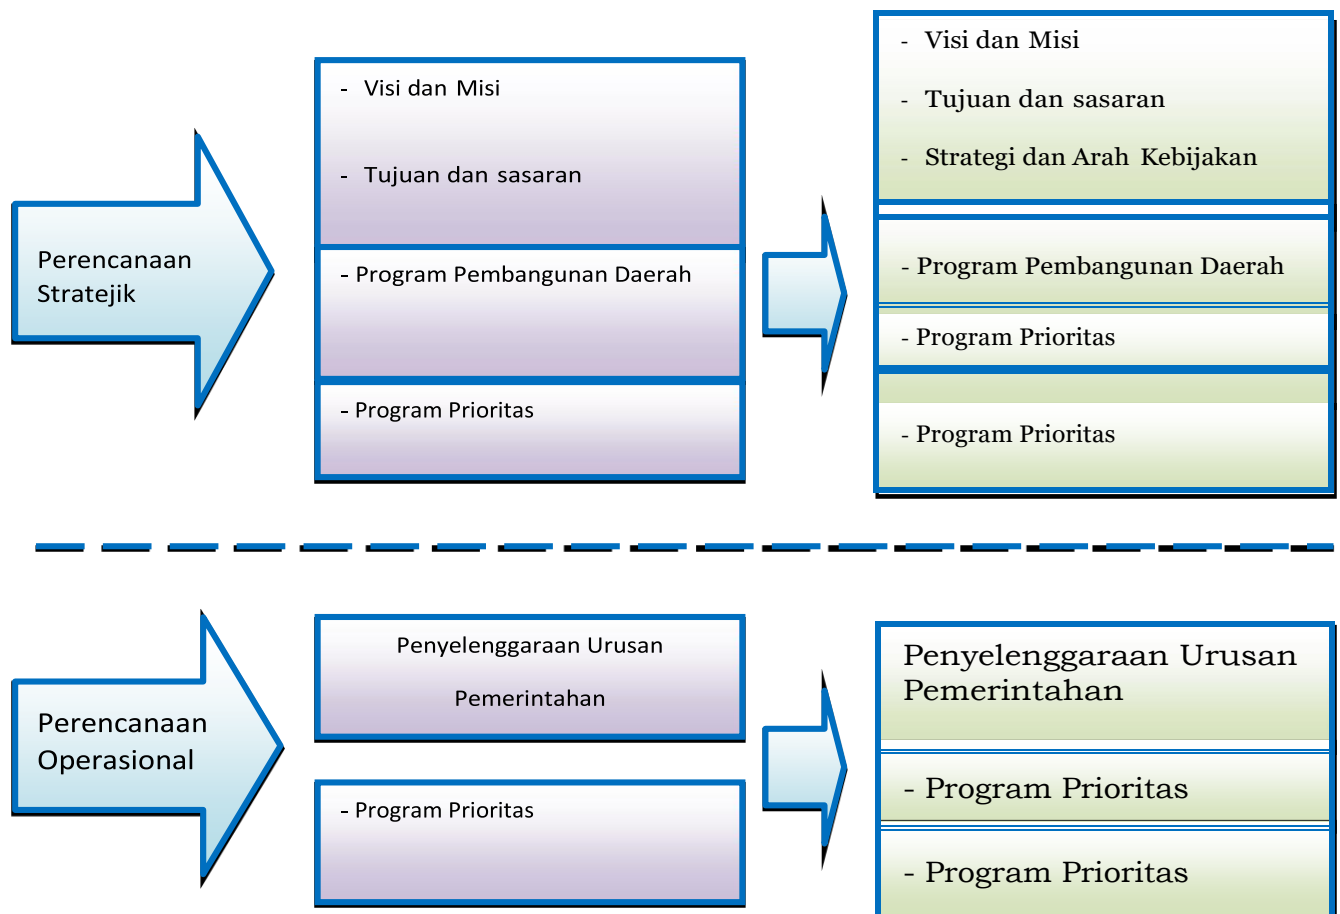 Perencanaan
Stratejik
- Visi dan Misi
- Tujuan dan sasaran
- Program Pembangunan Daerah
- Program Prioritas
- Visi dan Misi
- Tujuan dan sasaran
- Strategi dan Arah Kebijakan
- Program Pembangunan Daerah
- Program Prioritas
- Program Prioritas
Perencanaan
Operasional
Penyelenggaraan Urusan
Pemerintahan
- Program Prioritas
Penyelenggaraan Urusan
Pemerintahan
- Program Prioritas
- Program Prioritas